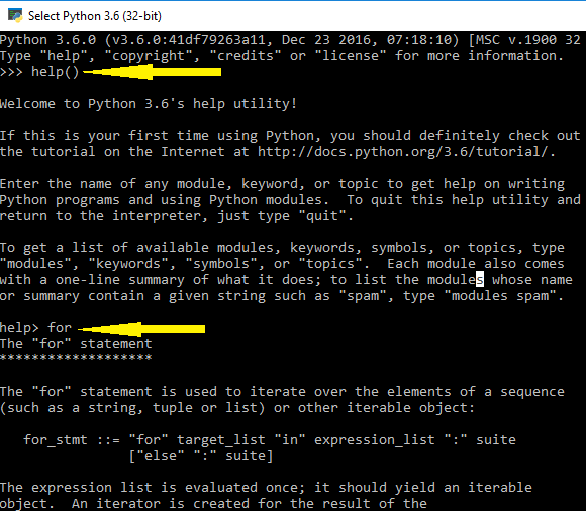 Select Python 3.6 (32-bit)
Python 3.6.0 (v3.6.0:41df79263a11, Dec 23 2016, 07:18:10) [MSC v.1900 32
Type "help", "copyright", "credits" or "license" for more information.
>>> help()
Welcome to Python 3.6's help utility!
If this is your first time using Python, you should definitely check out
the tutorial on the Internet at http://docs.python.org/3.6/tutorial/.
Enter the name of any module, keyword, or topic to get help on writing
Python programs and using Python modules.  To quit this help utility and
return to the interpreter, just type "quit".
To get a list of available modules, keywords, symbols, or topics, type
"modules", "keywords", "symbols", or "topics".  Each module also comes
with a one-line summary of what it does; to list the modules whose name
or summary contain a given string such as "spam", type "modules spam".
help> for
The "for" statement
*******************
The "for" statement is used to iterate over the elements of a sequence
(such as a string, tuple or list) or other iterable object:
for_stmt ::= "for" target_list "in" expression_list ":" suite
["else" ":" suite]
The expression list is evaluated once; it should yield an iterable
object.  An iterator is created for the result of the